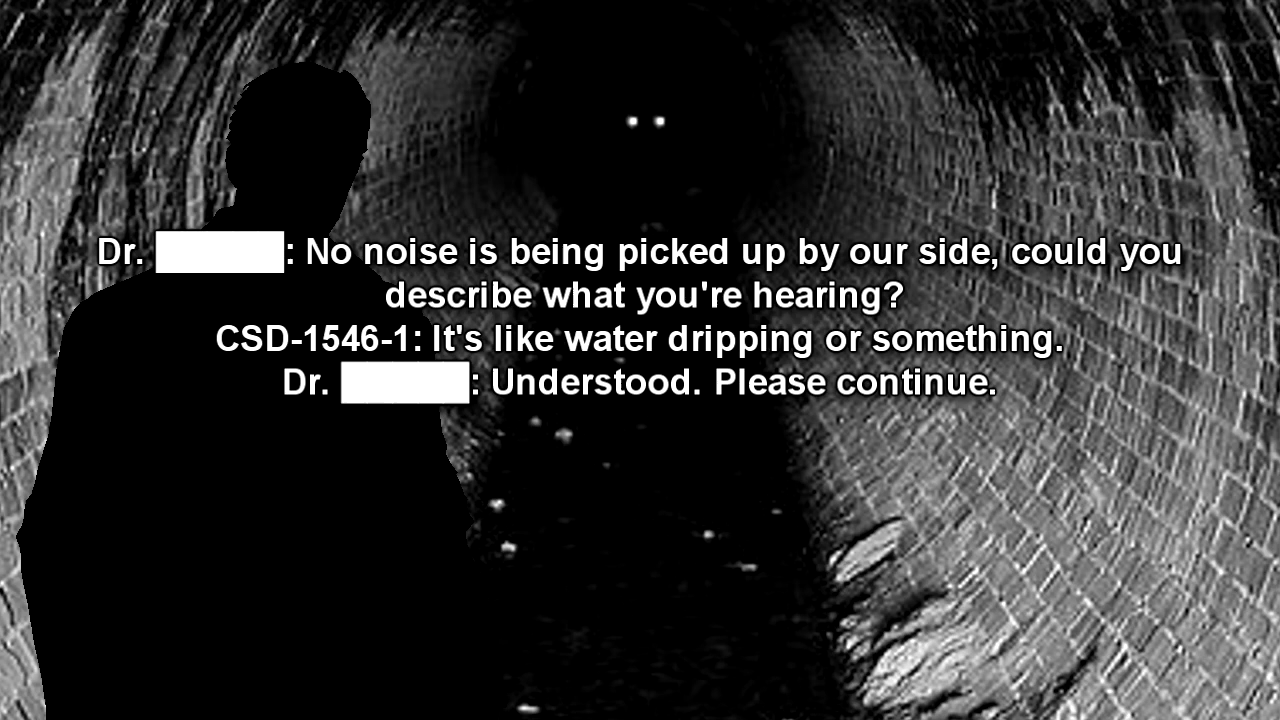 Dr. : No noise is being picked up by our side, could you
describe what you're hearing?
CSD-1546-1: It's like water dripping or something.
Dr. : Understood. Please continue.